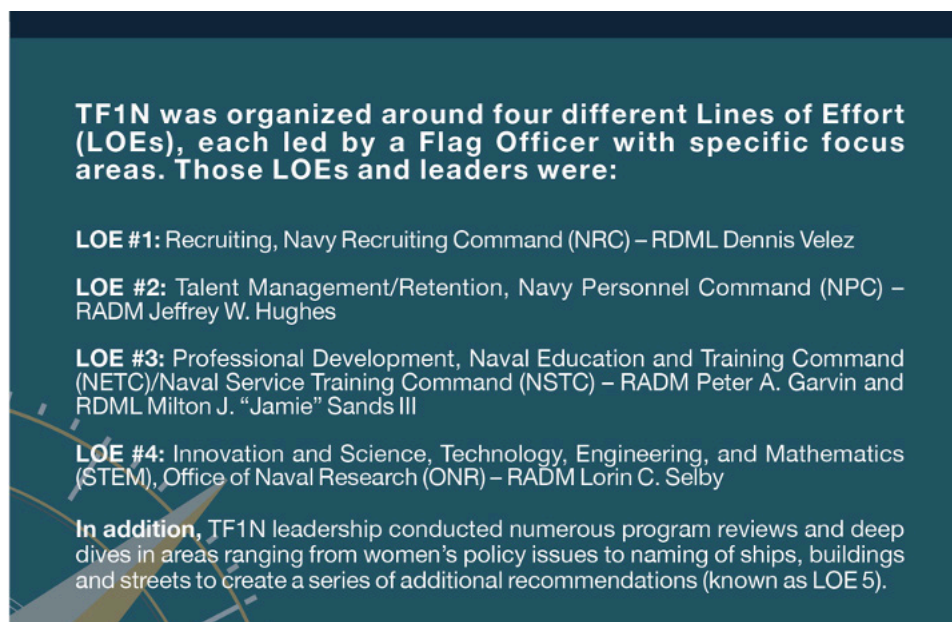 TF1N was organized around four different Lines of Effort
(LOEs), each led by a Flag Officer with specific focus
areas. Those LOEs and leaders were:
LOE #1: Recruiting, Navy Recruiting Command (NRC) – RDML Dennis Velez
LOE #2: Talent Management/Retention, Navy Personnel Command (NPC) –
RADM Jeffrey W. Hughes
LOE #3: Professional Development, Naval Education and Training Command
(NETC)/Naval Service Training Command (NSTC) – RADM Peter A. Garvin and
RDML Milton J. “Jamie” Sands III
LOE #4: Innovation and Science, Technology, Engineering, and Mathematics
(STEM), Office of Naval Research (ONR) – RADM Lorin C. Selby
In addition, TF1N leadership conducted numerous program reviews and deep
dives in areas ranging from women’s policy issues to naming of ships, buildings
and streets to create a series of additional recommendations (known as LOE 5).